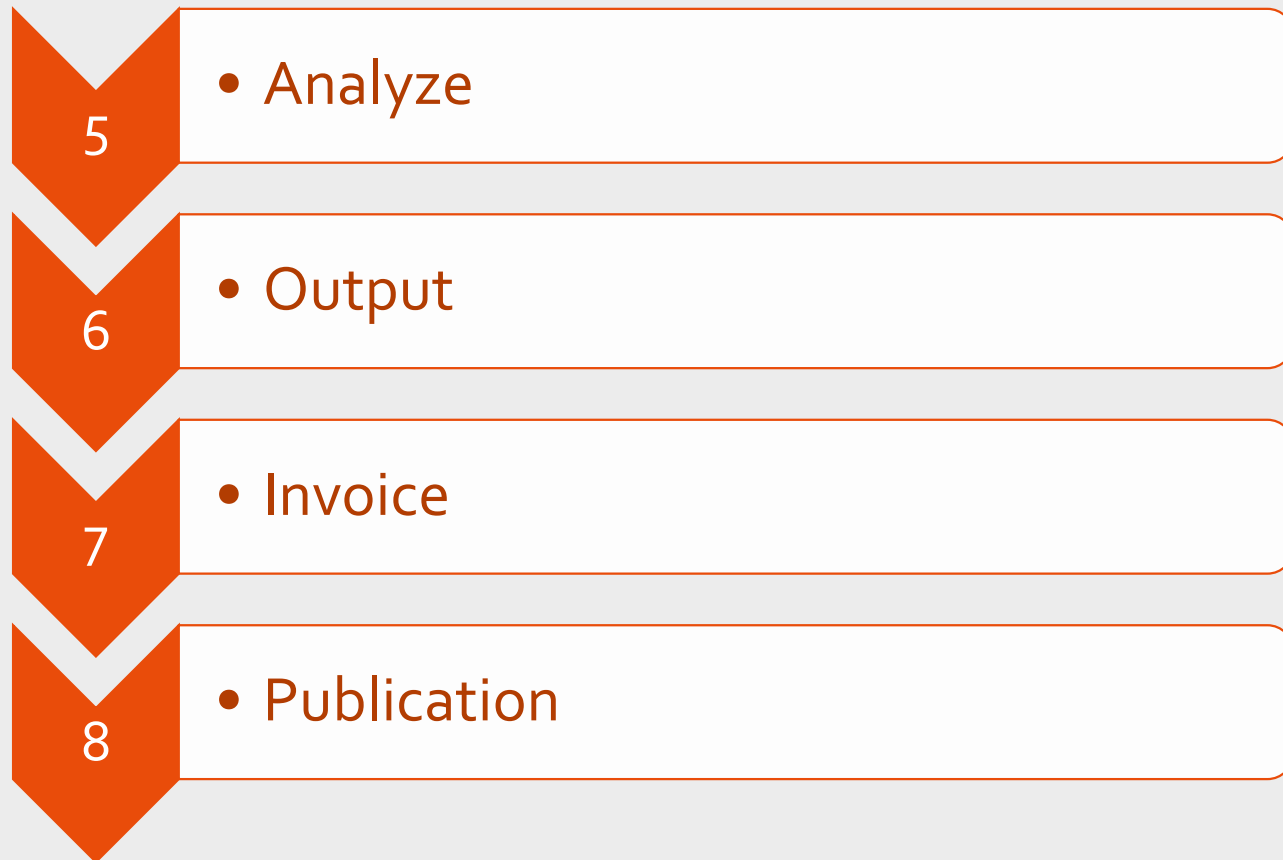 5
• Analyze
6
• Output
7
• Invoice
8
• Publication